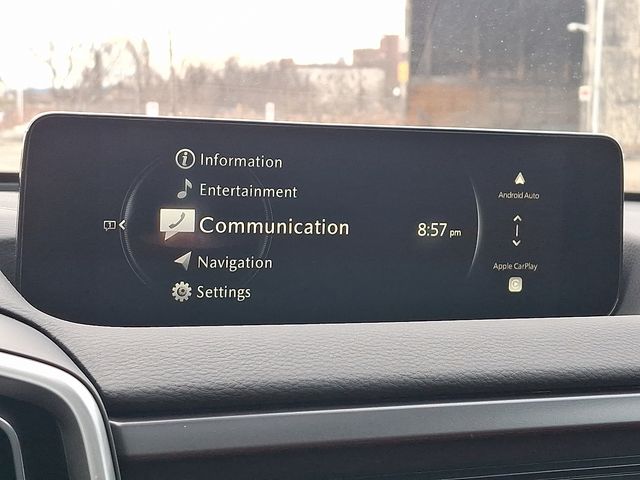 Information
Entertainment
Communication
Navigation
Settings
8:57 pm
Android Auto
Apple CarPlay